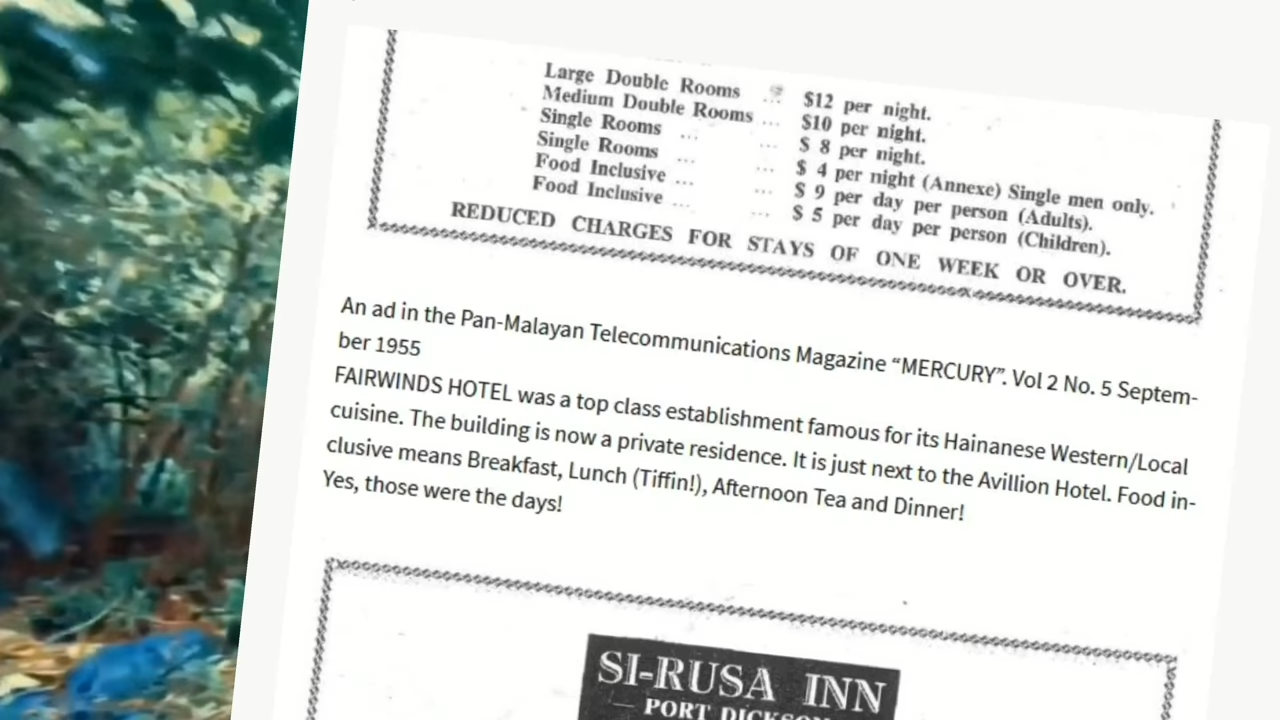 Large Double Rooms ... $12 per night.
Medium Double Rooms ... $10 per night.
Single Rooms ... ... $ 8 per night.
Single Rooms ... ... $ 4 per night (Annexe) Single men only.
Food Inclusive ... ... $ 9 per day per person (Adults).
Food Inclusive ... ... $ 5 per day per person (Children).
REDUCED CHARGES FOR STAYS OF ONE WEEK OR OVER.
An ad in the Pan-Malayan Telecommunications Magazine “MERCURY”. Vol 2 No. 5 Septem-
ber 1955
FAIRWINDS HOTEL was a top class establishment famous for its Hainanese Western/Local
cuisine. The building is now a private residence. It is just next to the Avillion Hotel. Food in-
clusive means Breakfast, Lunch (Tiffin!), Afternoon Tea and Dinner!
Yes, those were the days!
SI-RUSA INN
— PORT DICKSON